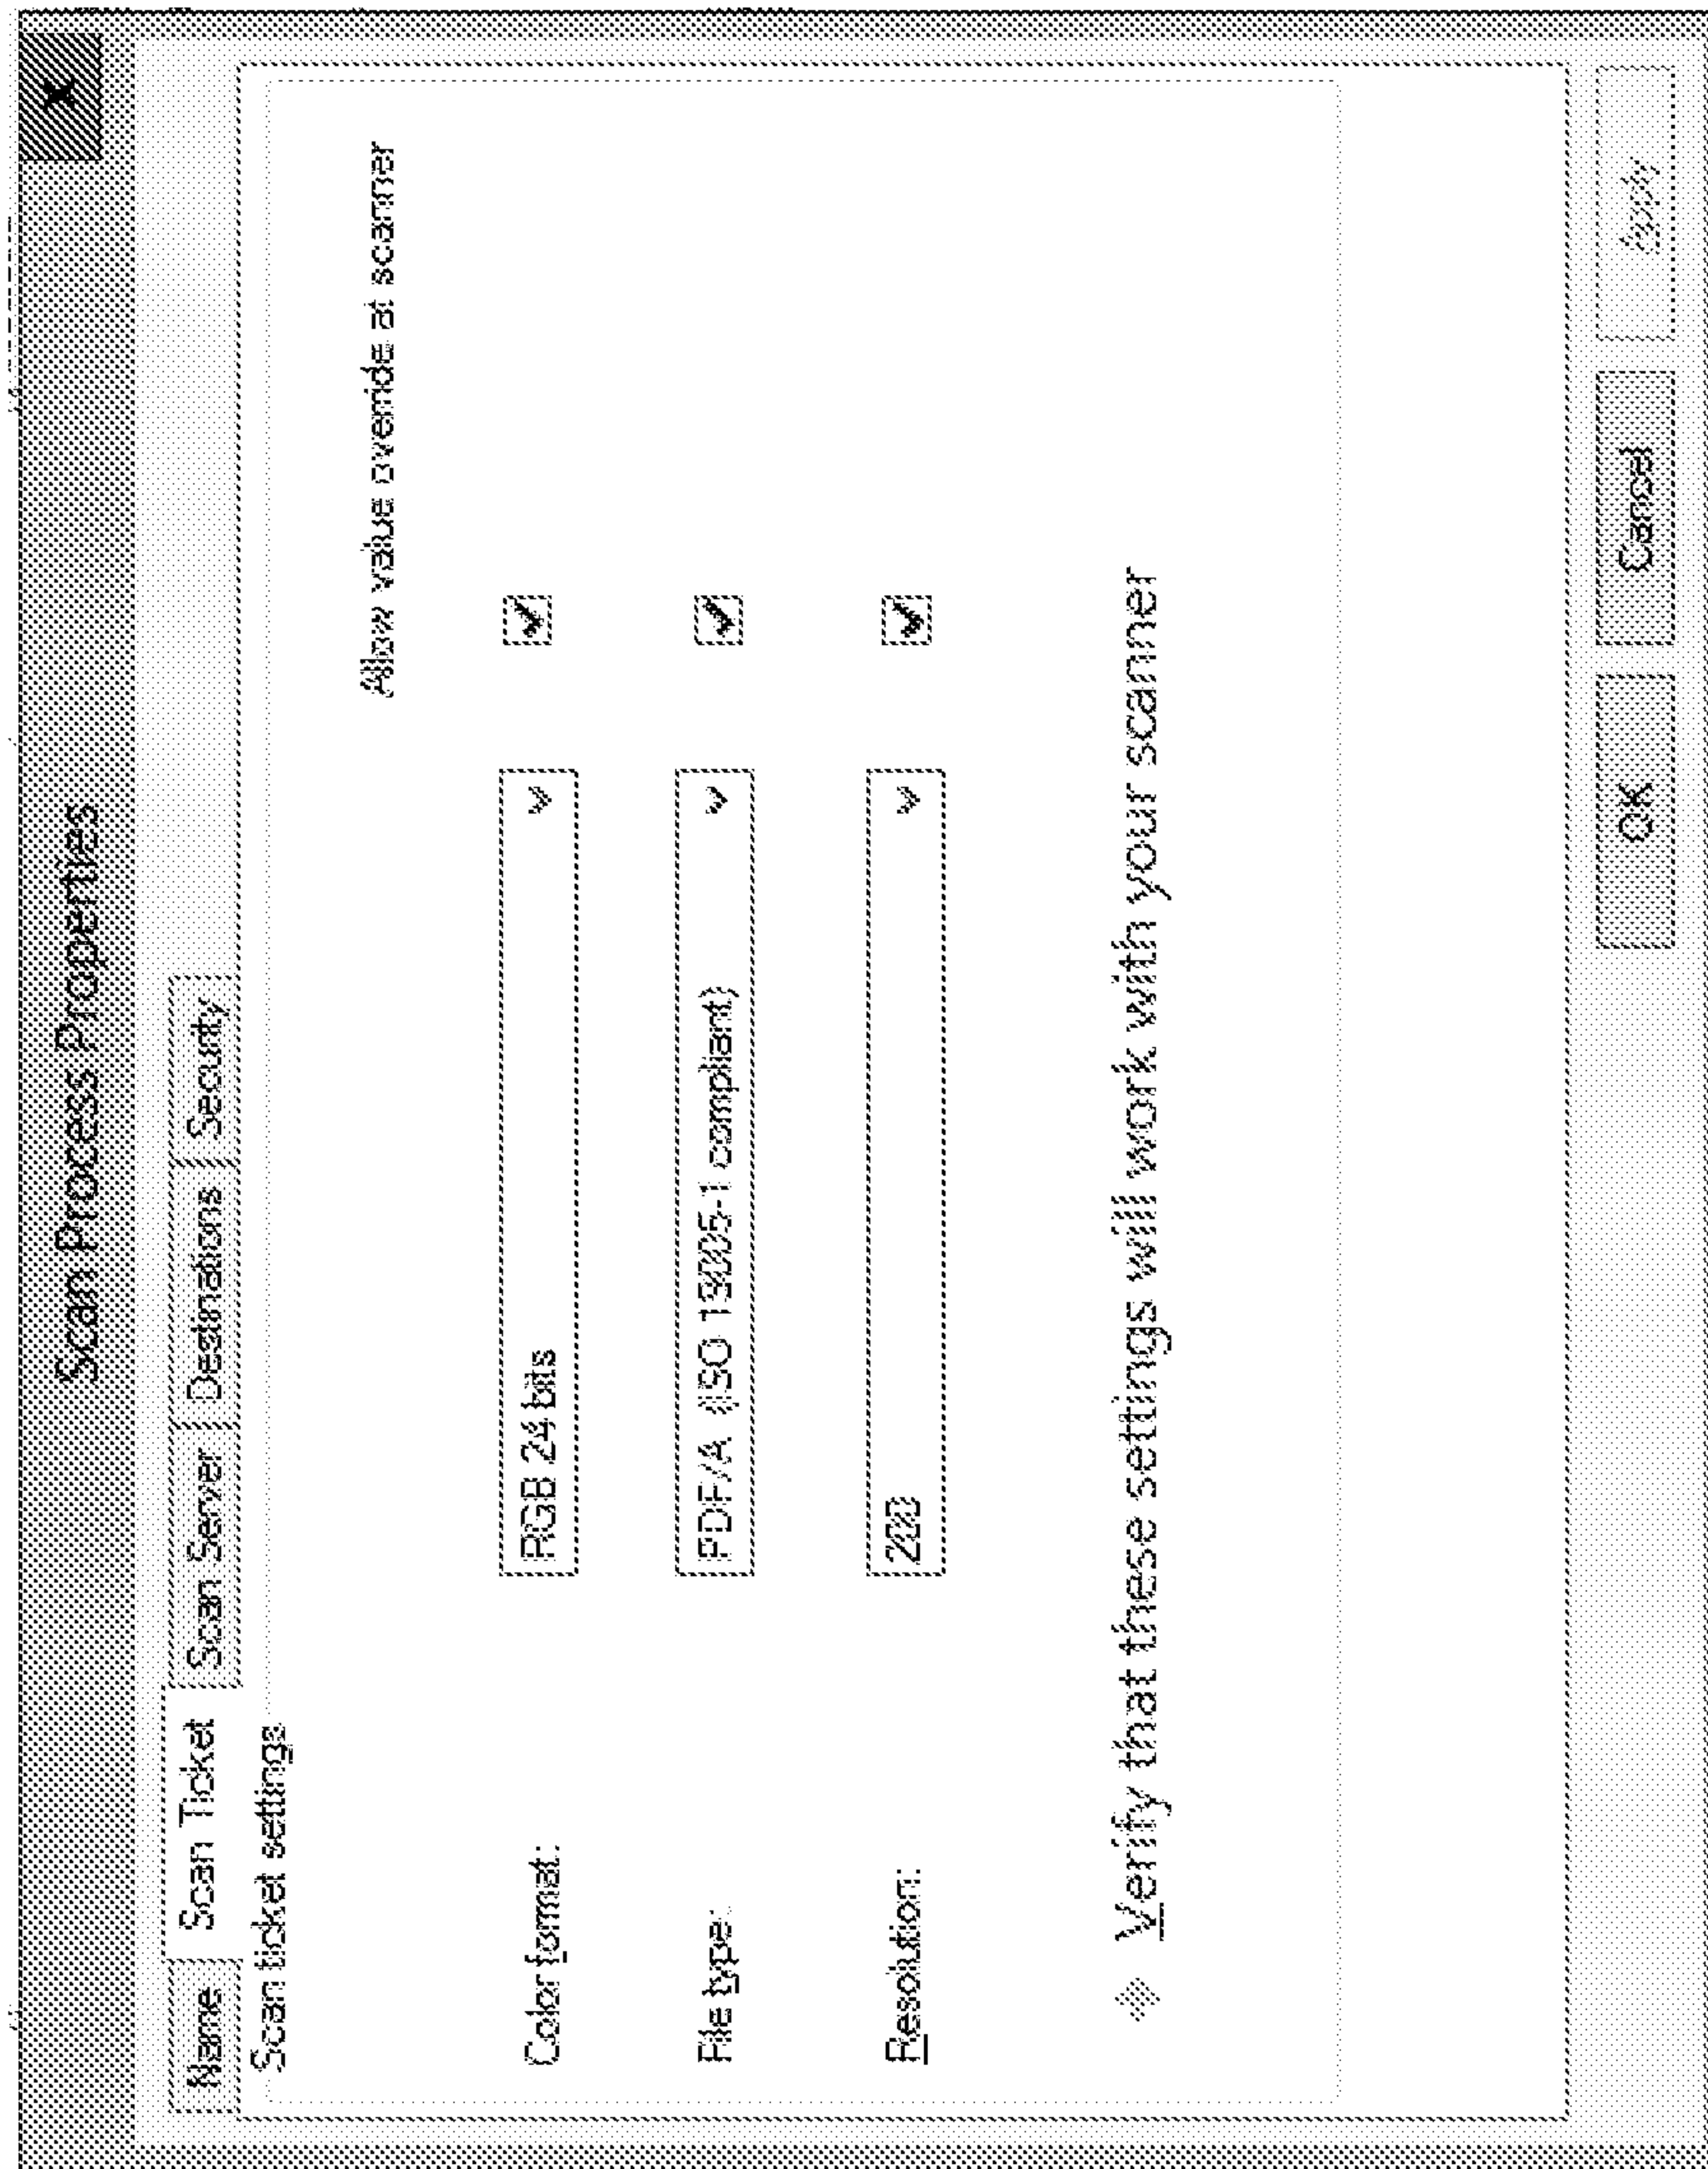 Scan Process Properties
X
Name Scan Ticket Scan Server Destinations Security
Scan ticket settings
Allow value override at scanner
Color format: RGB 24 bits
File type: PDF/A (ISO 19005-1 compliant)
Resolution: 200
Verify that these settings will work with your scanner
OK Cancel Apply